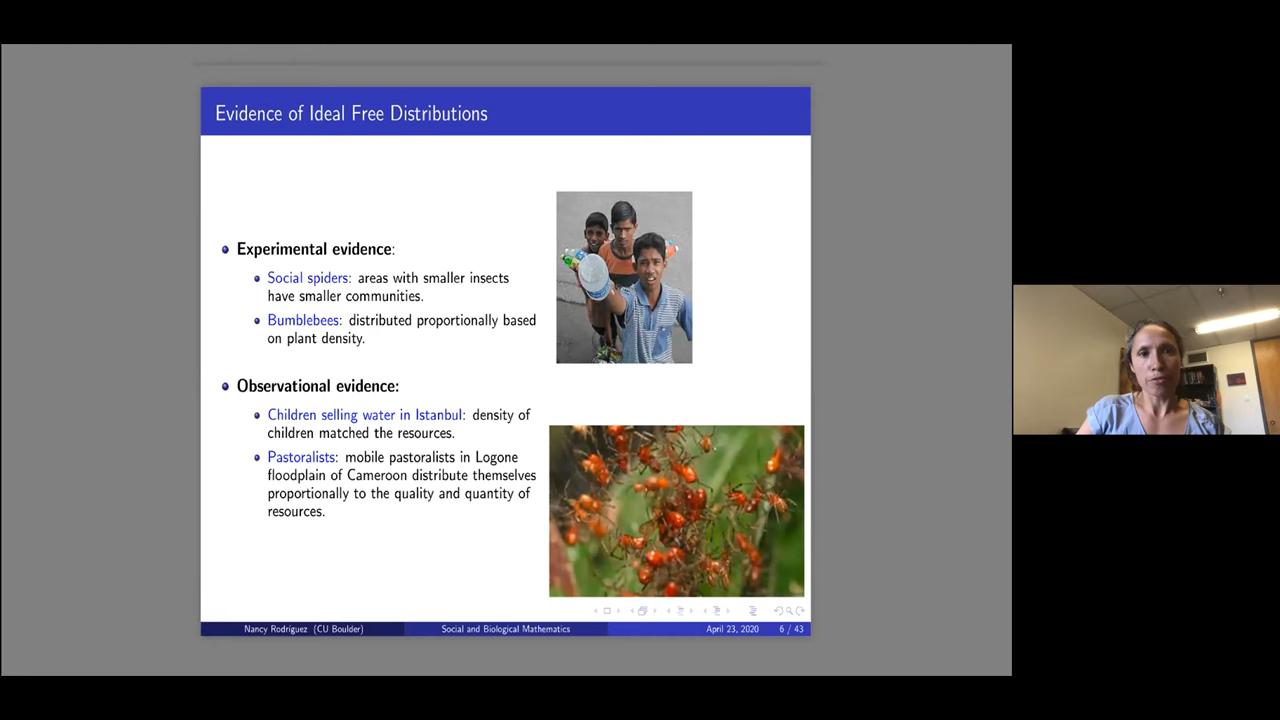 Evidence of Ideal Free Distributions
Experimental evidence:
Social spiders: areas with smaller insects
have smaller communities.
Bumblebees: distributed proportionally based
on plant density.
Observational evidence:
Children selling water in Istanbul: density of
children matched the resources.
Pastoralists: mobile pastoralists in Logone
floodplain of Cameroon distribute themselves
proportionally to the quality and quantity of
resources.
Nancy Rodríguez (CU Boulder)
Social and Biological Mathematics
April 23, 2020
6 / 43